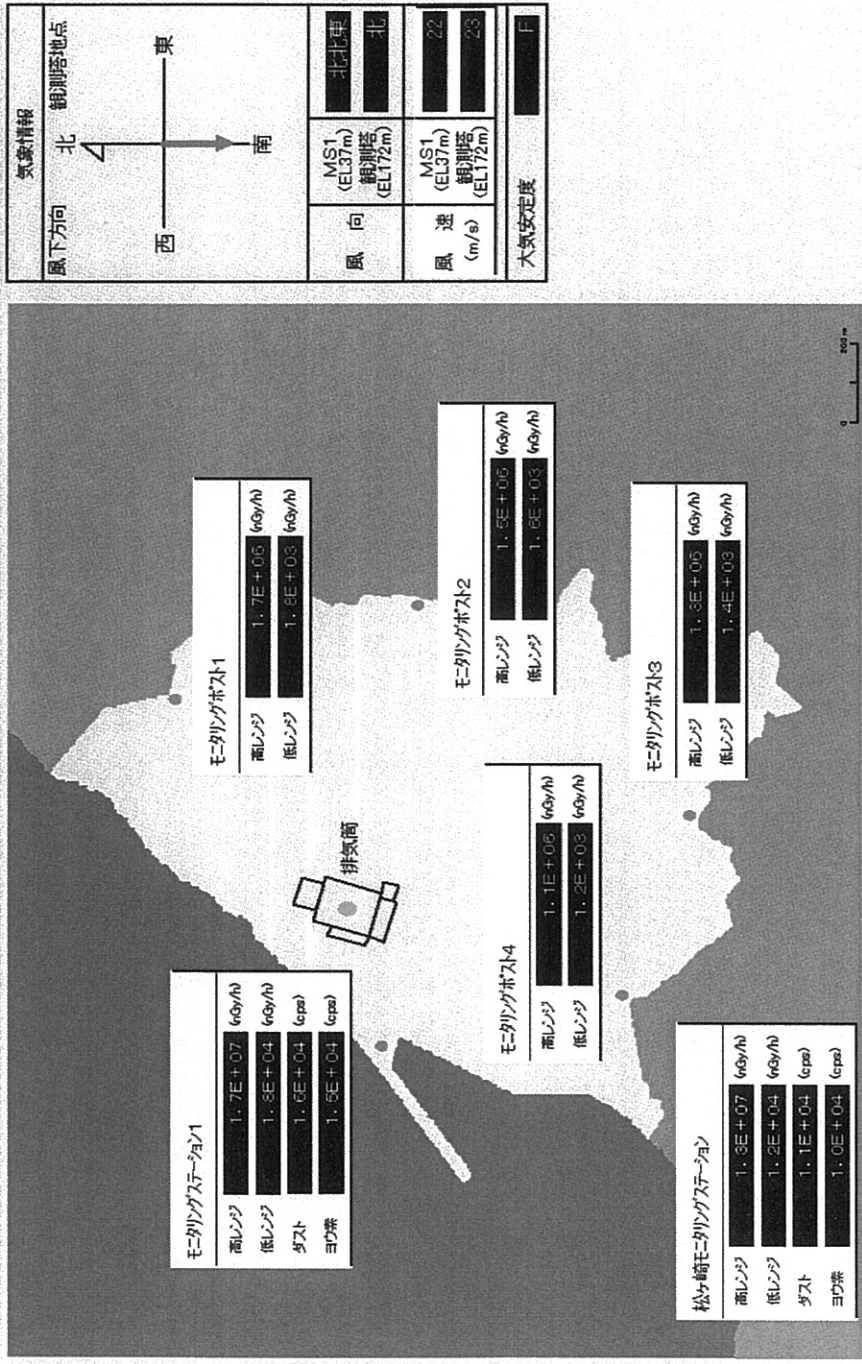 モニタリングステーション1
高レンジ 1.7E+07 (nGy/h)
低レンジ 1.8E+04 (nGy/h)
ダスト 1.6E+04 (cps)
ヨウ素 1.5E+04 (cps)
排気筒
モニタリングポスト1
高レンジ 1.7E+06 (nGy/h)
低レンジ 1.8E+03 (nGy/h)
モニタリングポスト2
高レンジ 1.5E+06 (nGy/h)
低レンジ 1.6E+03 (nGy/h)
モニタリングポスト4
高レンジ 1.1E+06 (nGy/h)
低レンジ 1.2E+03 (nGy/h)
モニタリングポスト3
高レンジ 1.3E+06 (nGy/h)
低レンジ 1.4E+03 (nGy/h)
松ヶ崎モニタリングステーション
高レンジ 1.3E+07 (nGy/h)
低レンジ 1.2E+04 (nGy/h)
ダスト 1.1E+04 (cps)
ヨウ素 1.0E+04 (cps)
0 200 m
気象情報
風下方向 観測塔地点
北
西 東
南
風 向
MS1
(EL37m)
北北東
観測塔
(EL172m)
北
風 速
(m/s)
MS1
(EL37m)
22
観測塔
(EL172m)
23
大気安定度 F